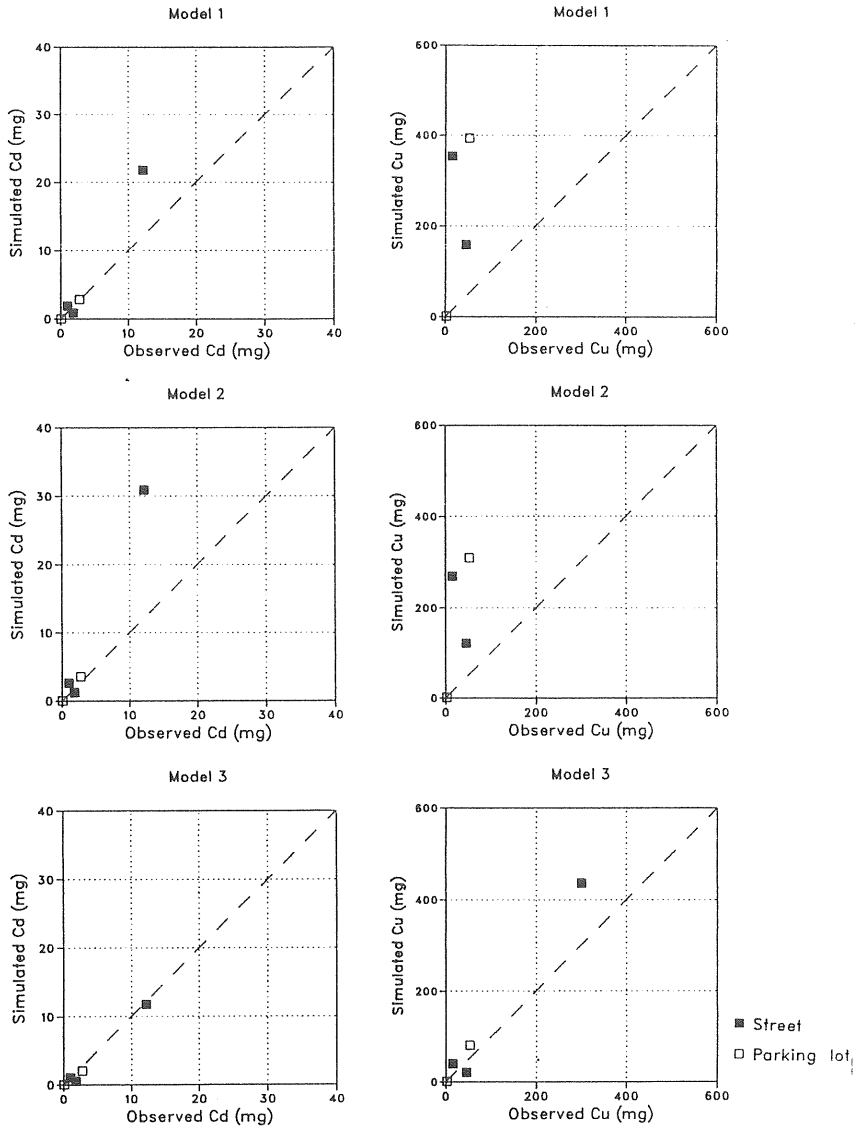 Model 1
Simulated Cd (mg)
40
30
20
10
0
0 10 20 30 40
Observed Cd (mg)
Model 1
Simulated Cu (mg)
600
400
200
0
200 400 600
Observed Cu (mg)
Model 2
Simulated Cd (mg)
40
30
20
10
0
0 10 20 30 40
Observed Cd (mg)
Model 2
Simulated Cu (mg)
600
400
200
0
0 200 400 600
Observed Cu (mg)
Model 3
Simulated Cd (mg)
40
30
20
10
0
0 10 20 30 40
Observed Cd (mg)
Model 3
Simulated Cu (mg)
600
400
200
0
0 200 400 600
Observed Cu (mg)
Street
Parking lot